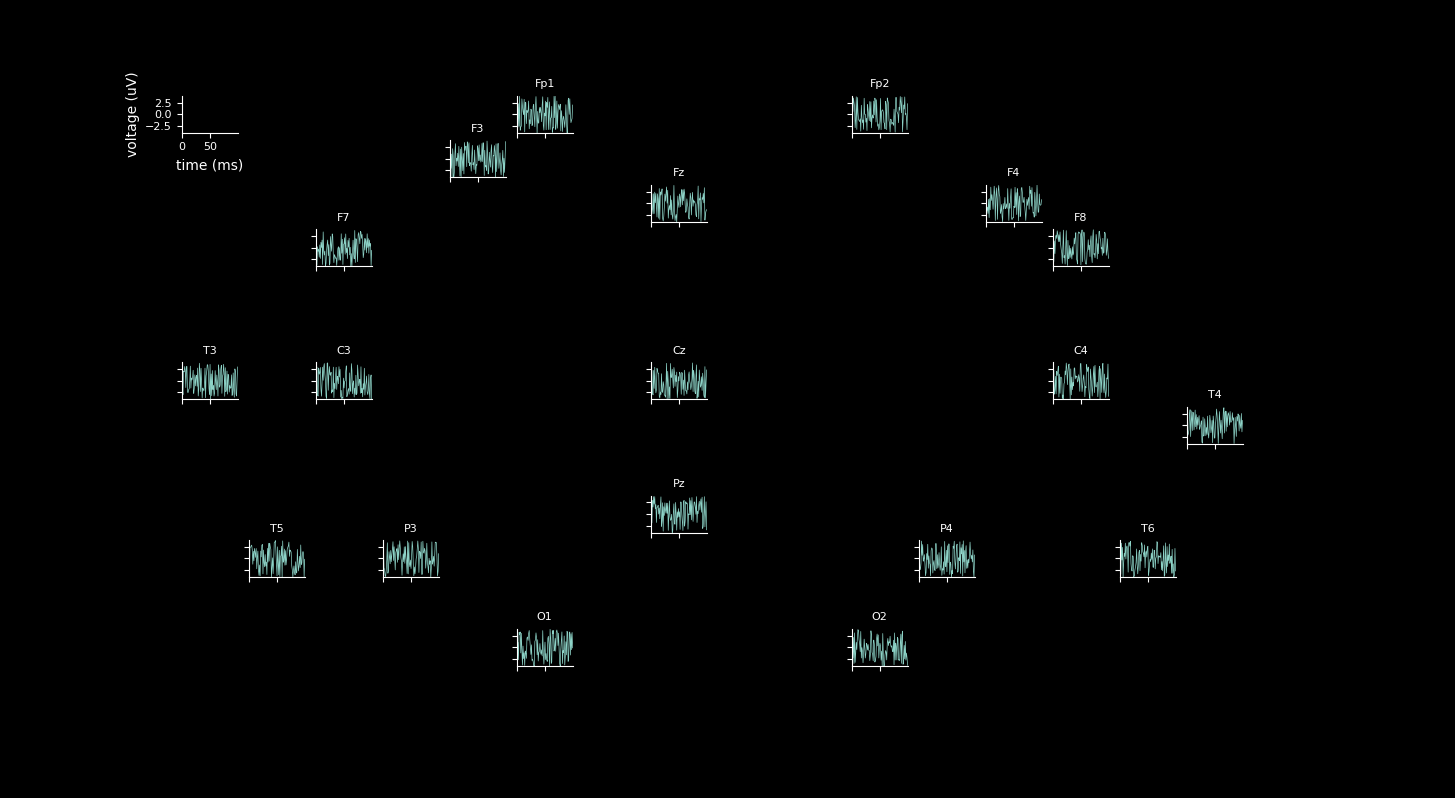 Fp1
Fp2
voltage (uV)
2.5
0.0
−2.5
0
50
time (ms)
F3
Fz
F4
F7
F8
T3
C3
Cz
C4
T4
Pz
T5
P3
P4
T6
O1
O2